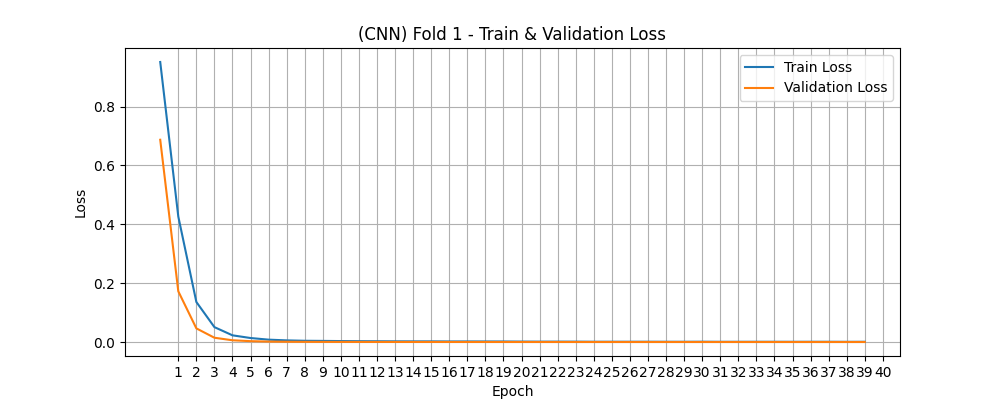 (CNN) Fold 1 - Train & Validation Loss
Train Loss
Validation Loss
Loss
0.8
0.6
0.4
0.2
0.0
1 2 3 4 5 6 7 8 9 10 11 12 13 14 15 16 17 18 19 20 21 22 23 24 25 26 27 28 29 30 31 32 33 34 35 36 37 38 39 40
Epoch